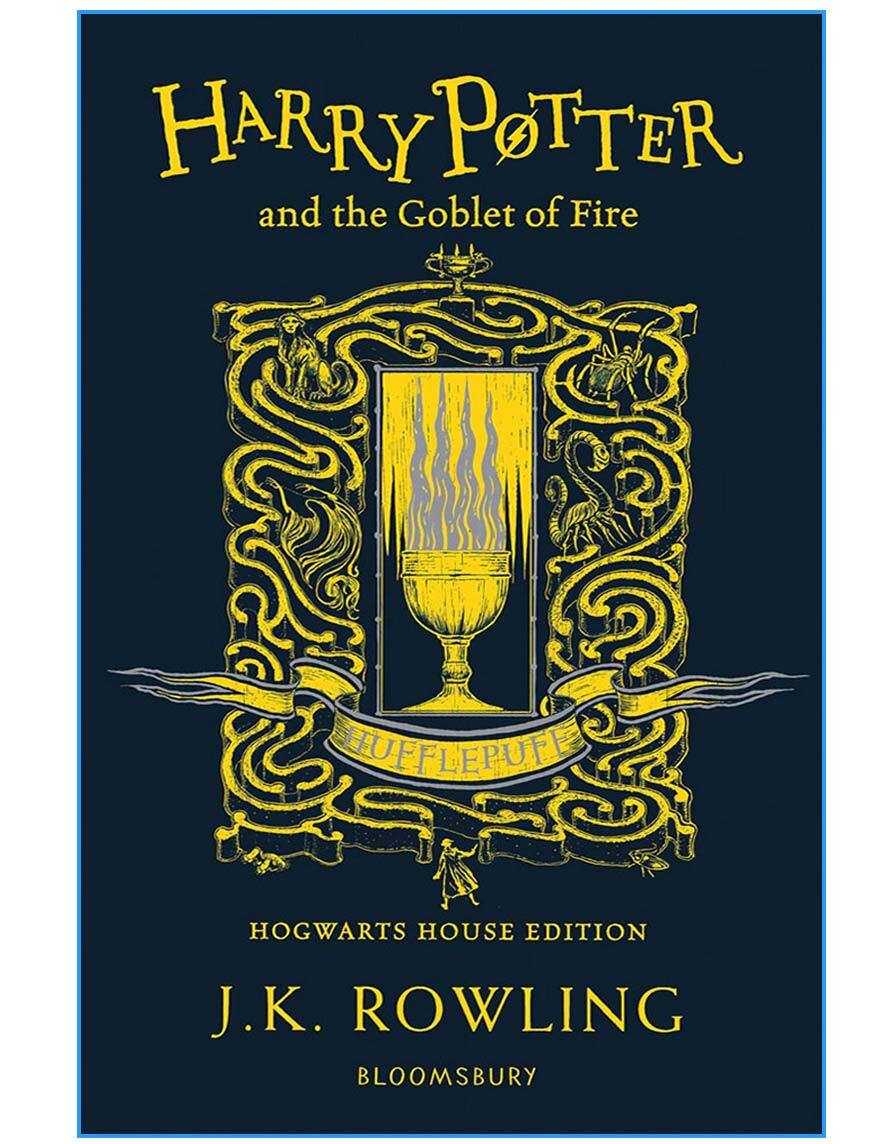 HARRY POTTER
and the Goblet of Fire
HUFFLEPUFF
HOGWARTS HOUSE EDITION
J.K. ROWLING
BLOOMSBURY